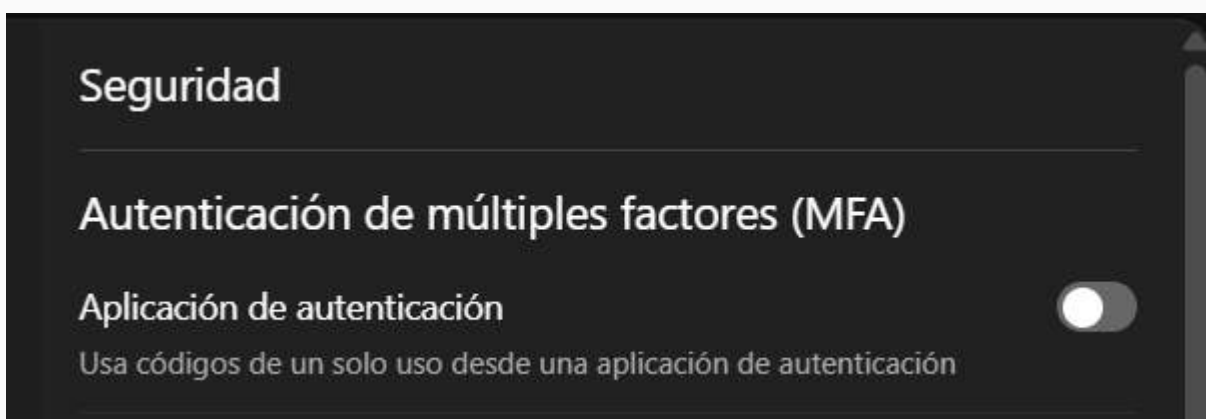 Seguridad
Autenticación de múltiples factores (MFA)
Aplicación de autenticación
Usa códigos de un solo uso desde una aplicación de autenticación